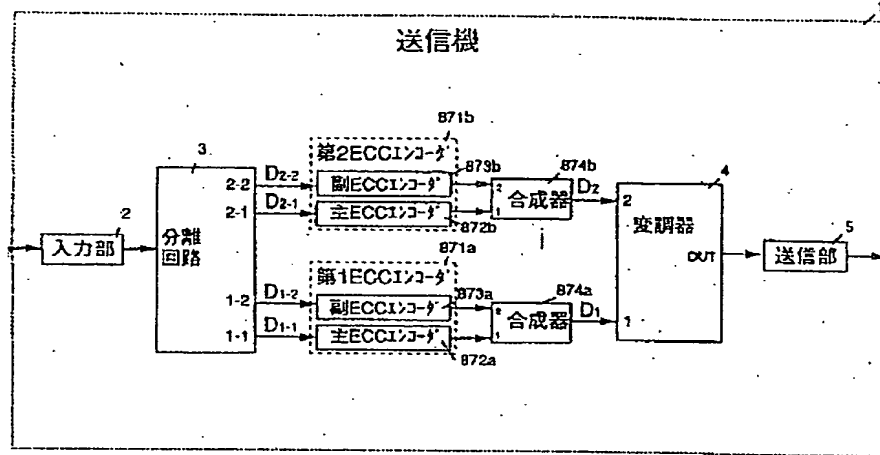 1
送信機
871b
第2ECCエンコーダ
3
873b
874b
4
D2-2
2-2
副ECCエンコーダ
2
合成器
D2
2
2-1
D2-1
主ECCエンコーダ
1
872b
変調器
5
2
入力部
分離
回路
871a
第1ECCエンコーダ
OUT
送信部
1-2
D1-2
副ECCエンコーダ
873a
874a
2
合成器
D1
1
1-1
D1-1
主ECCエンコーダ
1
872a